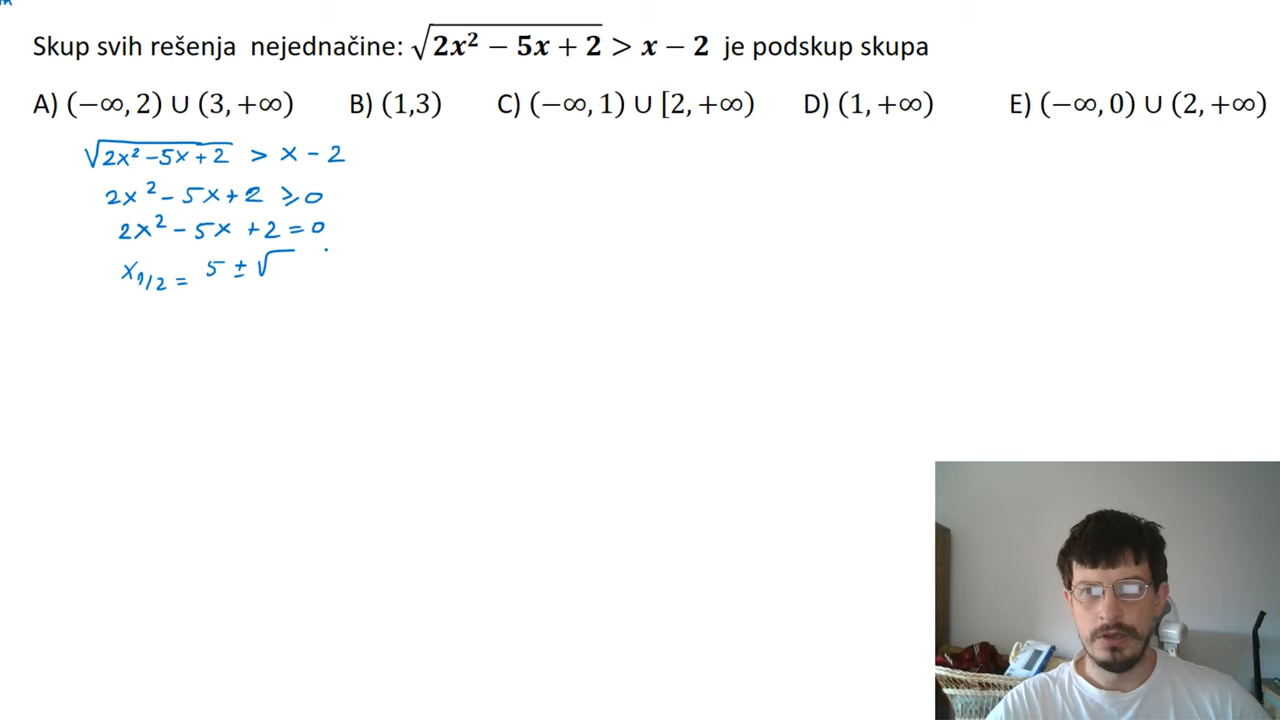 Skup svih rešenja nejednačine: √(2x² − 5x + 2) > x − 2 je podskup skupa
A) (−∞, 2) ∪ (3, +∞) B) (1,3) C) (−∞, 1) ∪ [2, +∞) D) (1, +∞) E) (−∞, 0) ∪ (2, +∞)
√(2x² − 5x + 2) > x − 2
2x² − 5x + 2 ⩾ 0
2x² − 5x + 2 = 0
x₁/₂ = 5 ± √